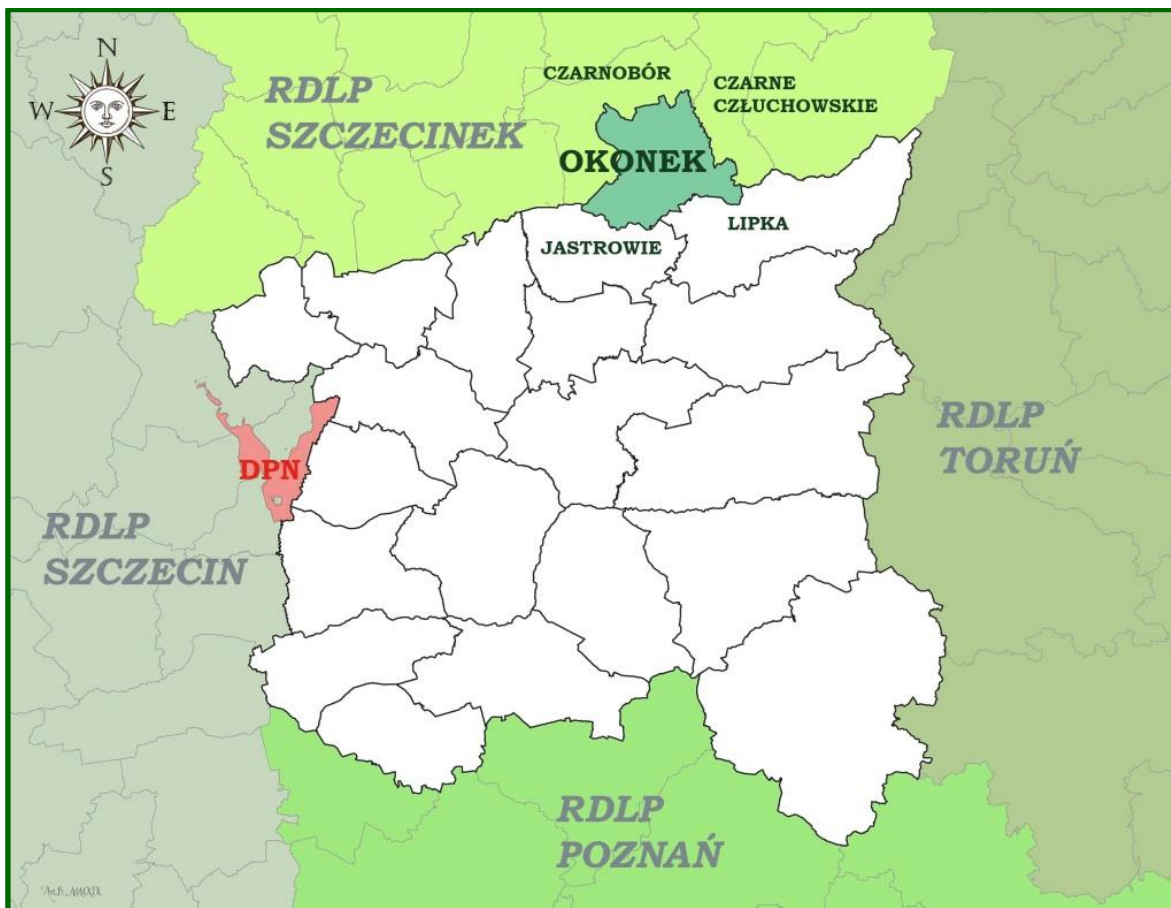 N
W E
S
RDLP
SZCZECINEK
CZARNOBÓR
CZARNE
CZŁUCHOWSKIE
OKONEK
JASTROWIE
LIPKA
DPN
RDLP
SZCZECIN
RDLP
TORUŃ
RDLP
POZNAŃ